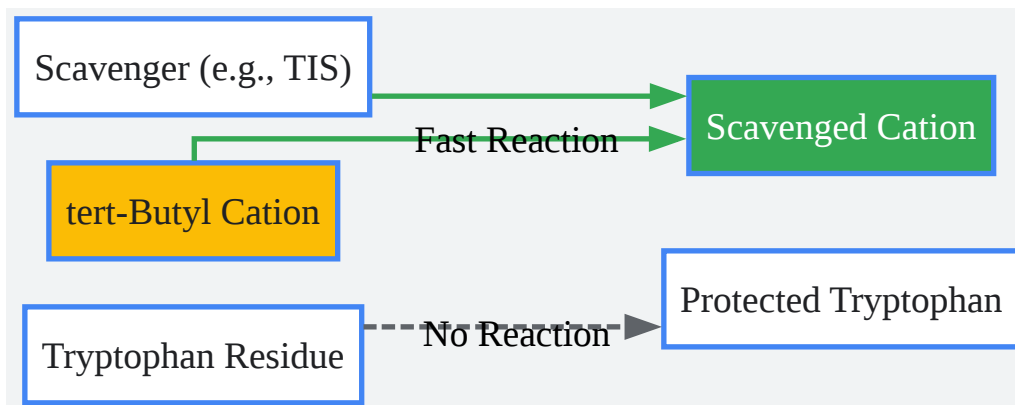 Scavenger (e.g., TIS)
Scavenged Cation
Fast Reaction
tert-Butyl Cation
Protected Tryptophan
No Reaction
Tryptophan Residue